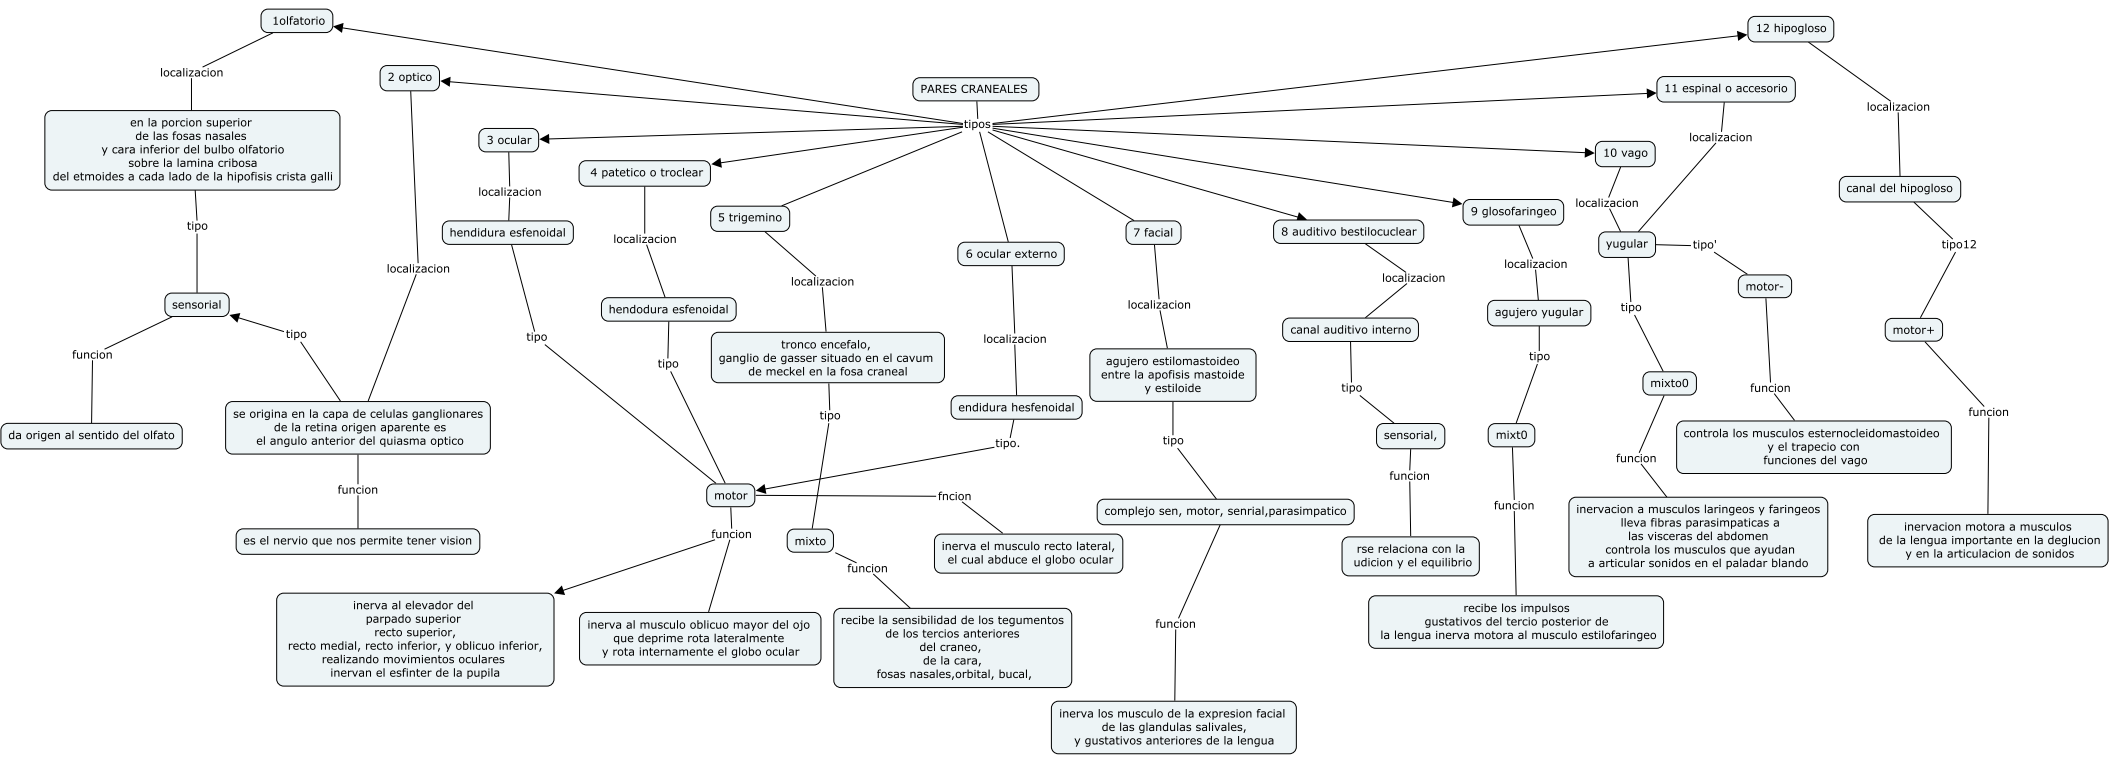 PARES CRANEALES
tipos
1olfatorio
localizacion
en la porcion superior
de las fosas nasales
y cara inferior del bulbo olfatorio
sobre la lamina cribosa
del etmoides a cada lado de la hipofisis crista galli
tipo
sensorial
funcion
da origen al sentido del olfato
2 optico
localizacion
tipo
se origina en la capa de celulas ganglionares
de la retina origen aparente es
el angulo anterior del quiasma optico
funcion
es el nervio que nos permite tener vision
3 ocular
localizacion
hendidura esfenoidal
tipo
4 patetico o troclear
localizacion
hendodura esfenoidal
tipo
motor
funcion
inerva al elevador del
parpado superior
recto superior,
recto medial, recto inferior, y oblicuo inferior,
realizando movimientos oculares
inervan el esfinter de la pupila
inerva al musculo oblicuo mayor del ojo
que deprime rota lateralmente
y rota internamente el globo ocular
fncion
inerva el musculo recto lateral,
el cual abduce el globo ocular
5 trigemino
localizacion
tronco encefalo,
ganglio de gasser situado en el cavum
de meckel en la fosa craneal
tipo
mixto
funcion
recibe la sensibilidad de los tegumentos
de los tercios anteriores
del craneo,
de la cara,
fosas nasales,orbital, bucal,
6 ocular externo
localizacion
endidura hesfenoidal
tipo.
7 facial
localizacion
agujero estilomastoideo
entre la apofisis mastoide
y estiloide
tipo
complejo sen, motor, senrial,parasimpatico
funcion
inerva los musculo de la expresion facial
de las glandulas salivales,
y gustativos anteriores de la lengua
8 auditivo bestilocuclear
localizacion
canal auditivo interno
tipo
sensorial,
funcion
rse relaciona con la
udicion y el equilibrio
9 glosofaringeo
localizacion
agujero yugular
tipo
mixt0
funcion
recibe los impulsos
gustativos del tercio posterior de
la lengua inerva motora al musculo estilofaringeo
10 vago
localizacion
yugular
tipo
mixto0
funcion
inervacion a musculos laringeos y faringeos
lleva fibras parasimpaticas a
las visceras del abdomen
controla los musculos que ayudan
a articular sonidos en el paladar blando
11 espinal o accesorio
localizacion
tipo'
motor-
funcion
controla los musculos esternocleidomastoideo
y el trapecio con
funciones del vago
12 hipogloso
localizacion
canal del hipogloso
tipo12
motor+
funcion
inervacion motora a musculos
de la lengua importante en la deglucion
y en la articulacion de sonidos